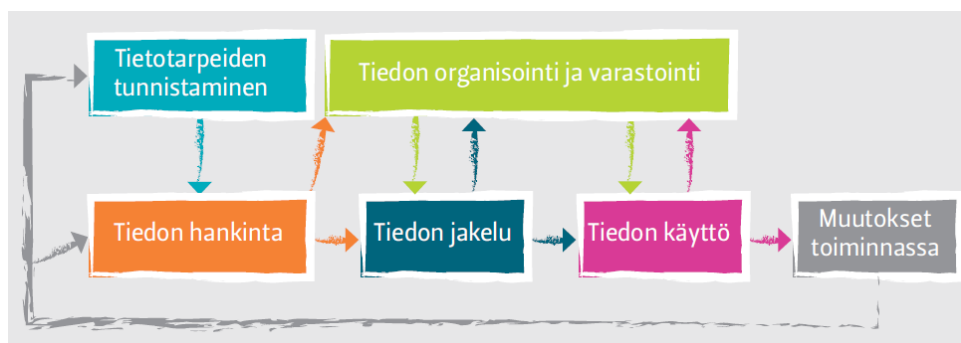 Tietotarpeiden
tunnistaminen
Tiedon organisointi ja varastointi
Tiedon hankinta
Tiedon jakelu
Tiedon käyttö
Muutokset
toiminnassa